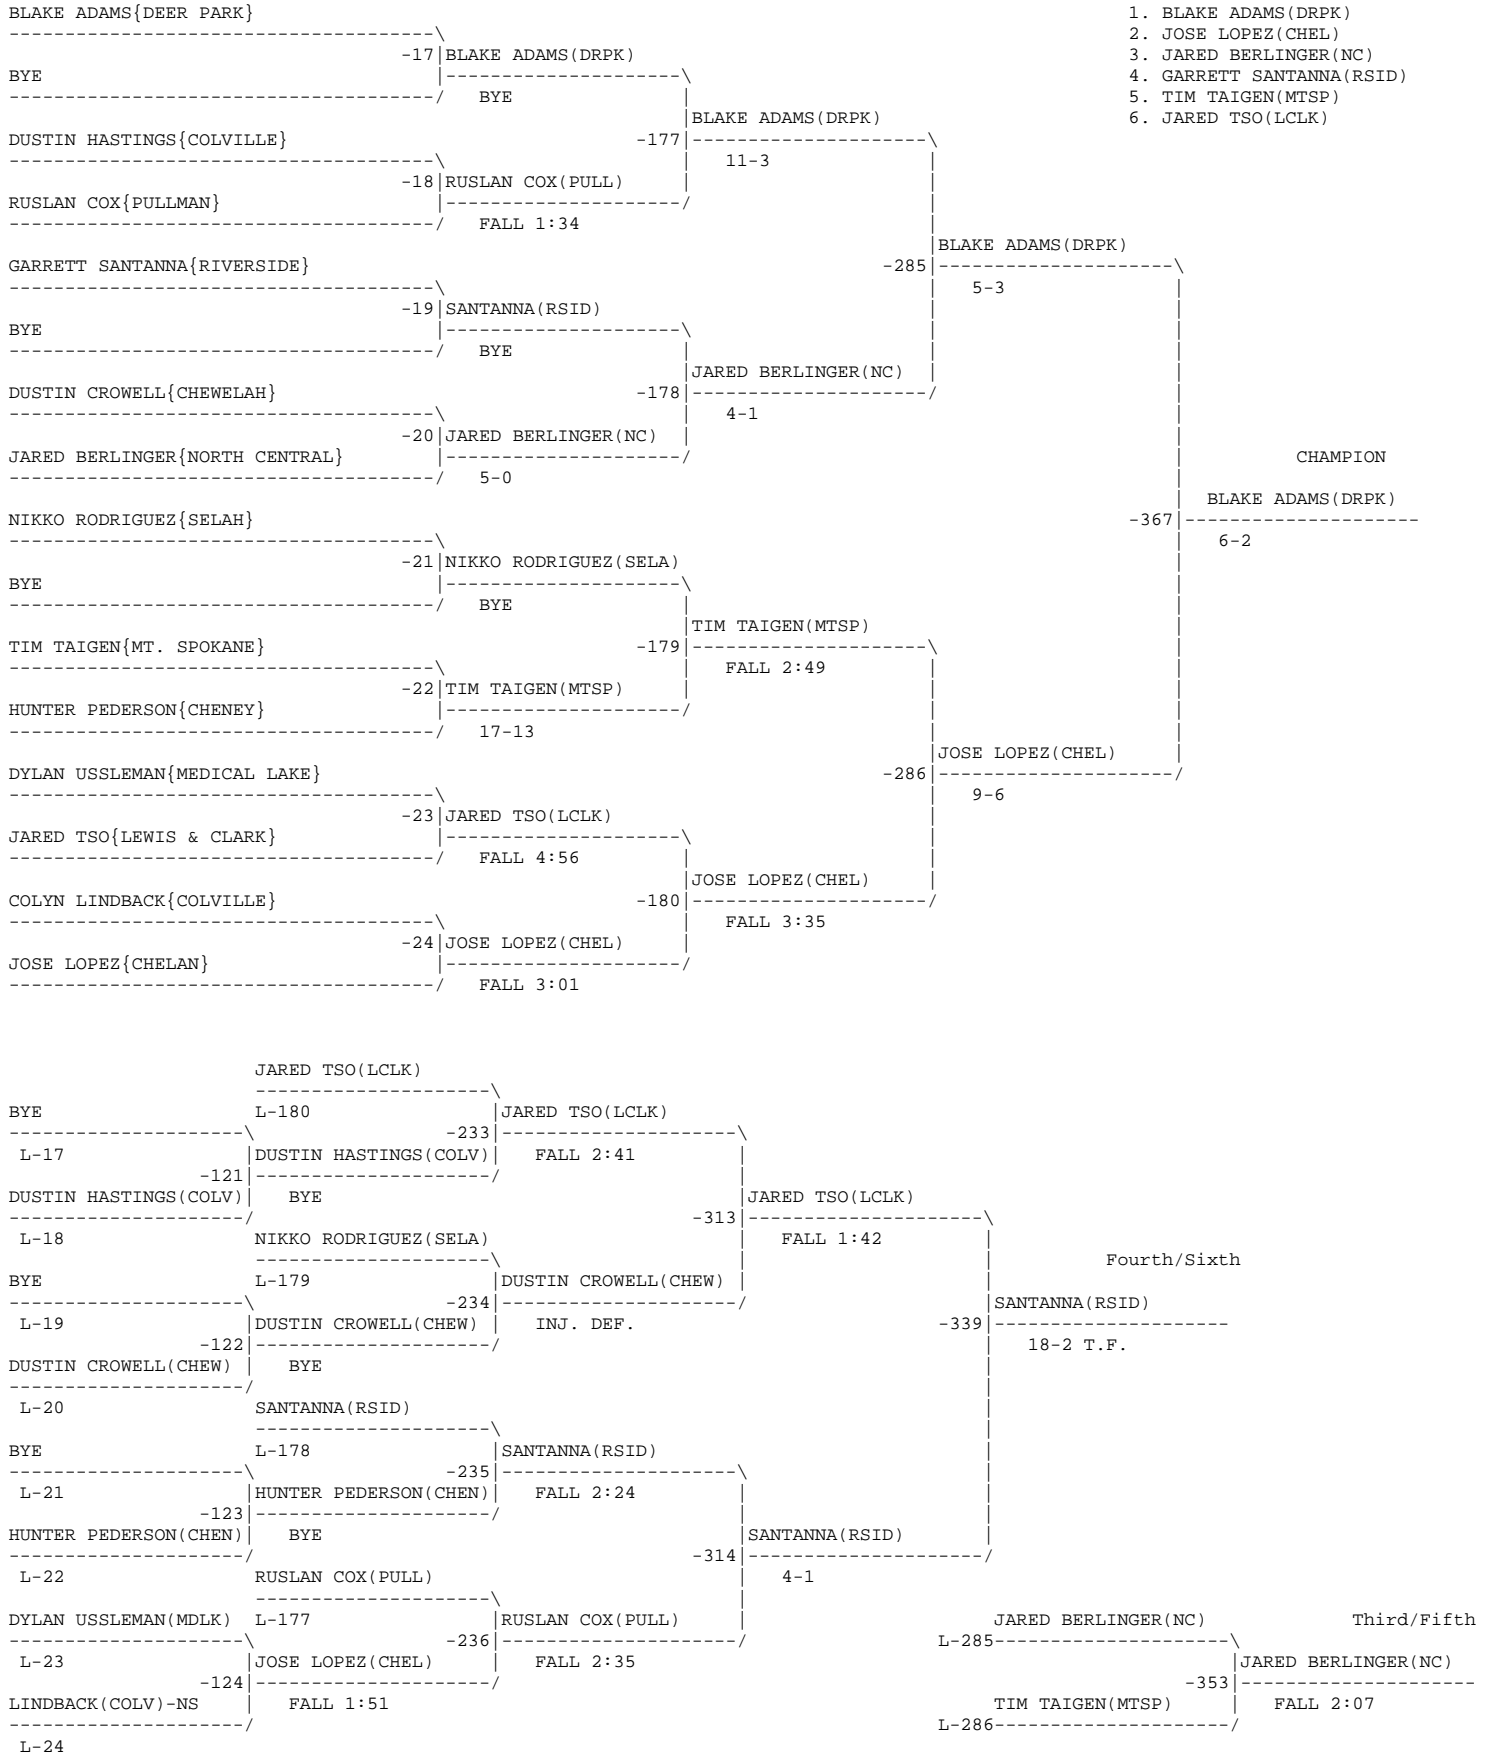 BLAKE ADAMS{DEER PARK}
1. BLAKE ADAMS(DRPK)
2. JOSE LOPEZ(CHEL)
-17 BLAKE ADAMS(DRPK)
3. JARED BERLINGER(NC)
BYE
4. GARRETT SANTANNA(RSID)
BYE
5. TIM TAIGEN(MTSP)
BLAKE ADAMS(DRPK)
6. JARED TSO(LCLK)
DUSTIN HASTINGS{COLVILLE}
-177
11-3
-18 RUSLAN COX(PULL)
RUSLAN COX{PULLMAN}
FALL 1:34
BLAKE ADAMS(DRPK)
GARRETT SANTANNA{RIVERSIDE}
-285
5-3
-19 SANTANNA(RSID)
BYE
BYE
JARED BERLINGER(NC)
DUSTIN CROWELL{CHEWELAH}
-178
4-1
-20 JARED BERLINGER(NC)
JARED BERLINGER{NORTH CENTRAL}
CHAMPION
5-0
BLAKE ADAMS(DRPK)
NIKKO RODRIGUEZ{SELAH}
-367
6-2
-21 NIKKO RODRIGUEZ(SELA)
BYE
BYE
TIM TAIGEN(MTSP)
TIM TAIGEN{MT. SPOKANE}
-179
FALL 2:49
-22 TIM TAIGEN(MTSP)
HUNTER PEDERSON{CHENEY}
17-13
JOSE LOPEZ(CHEL)
DYLAN USSLEMAN{MEDICAL LAKE}
-286
9-6
-23 JARED TSO(LCLK)
JARED TSO{LEWIS & CLARK}
FALL 4:56
JOSE LOPEZ(CHEL)
COLYN LINDBACK{COLVILLE}
-180
FALL 3:35
-24 JOSE LOPEZ(CHEL)
JOSE LOPEZ{CHELAN}
FALL 3:01
JARED TSO(LCLK)
BYE L-180 JARED TSO(LCLK)
-233
L-17 DUSTIN HASTINGS(COLV) FALL 2:41
-121
DUSTIN HASTINGS(COLV) BYE JARED TSO(LCLK)
-313
L-18 NIKKO RODRIGUEZ(SELA) FALL 1:42
Fourth/Sixth
BYE L-179 DUSTIN CROWELL(CHEW)
-234 SANTANNA(RSID)
L-19 DUSTIN CROWELL(CHEW) INJ. DEF. -339
-122 18-2 T.F.
DUSTIN CROWELL(CHEW) BYE
L-20 SANTANNA(RSID)
BYE L-178 SANTANNA(RSID)
-235
L-21 HUNTER PEDERSON(CHEN) FALL 2:24
-123
HUNTER PEDERSON(CHEN) BYE SANTANNA(RSID)
-314
L-22 RUSLAN COX(PULL) 4-1
DYLAN USSLEMAN(MDLK) L-177 RUSLAN COX(PULL) JARED BERLINGER(NC) Third/Fifth
-236 L-285
L-23 JOSE LOPEZ(CHEL) FALL 2:35 JARED BERLINGER(NC)
-124 -353
LINDBACK(COLV)-NS FALL 1:51 TIM TAIGEN(MTSP) FALL 2:07
L-286
L-24